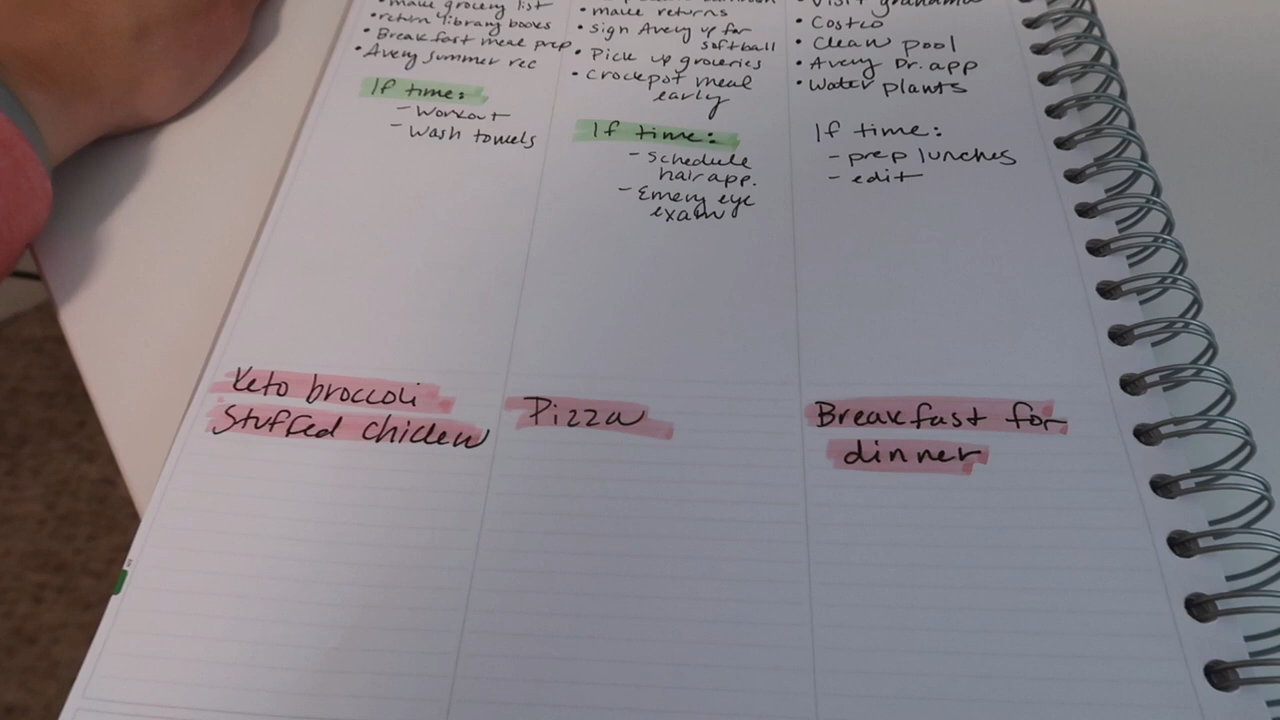 • make grocery list
• return library books
• Breakfast meal prep
• Avery summer rec
If time:
- Workout
- Wash towels
Keto broccoli
Stuffed chicken
• make returns
• sign Avery up for
softball
• Pick up groceries
• Crockpot meal
early
If time:
- schedule
hair app.
- Emery eye
exam
Pizza
• Visit grandma
• Costco
• Clean pool
• Avery Dr. app
• Water plants
If time:
- prep lunches
- edit
Breakfast for
dinner